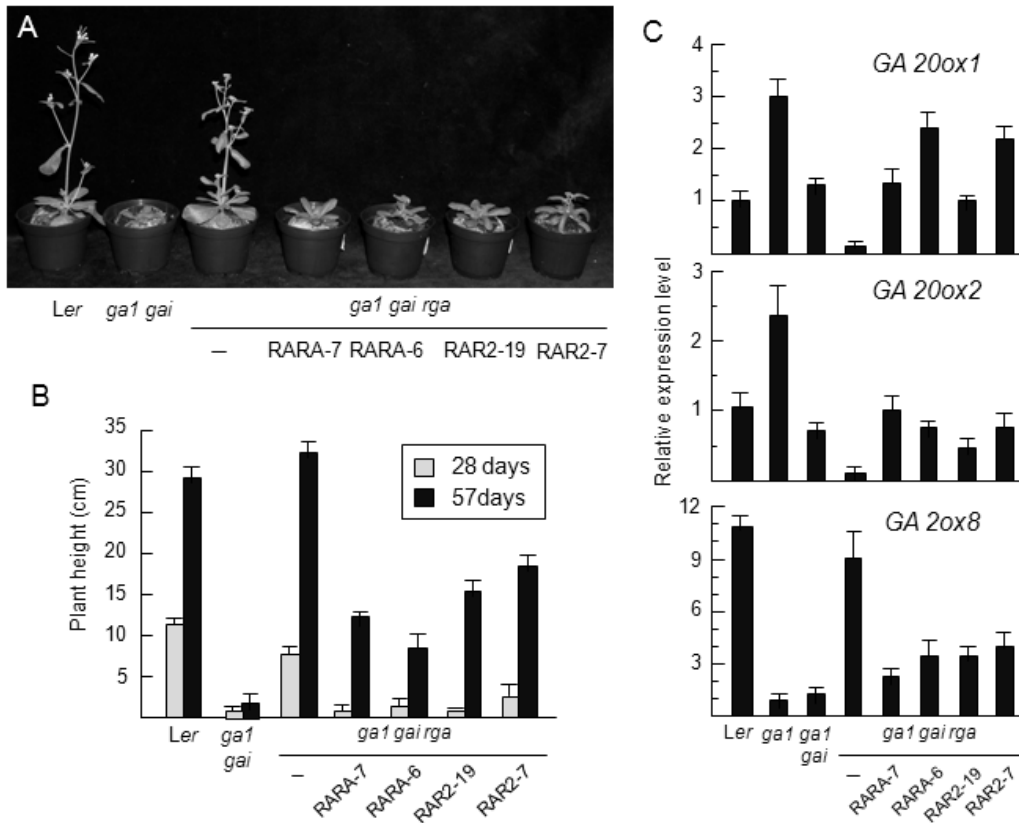 A
Ler ga1 gai ga1 gai rga
– RARA-7 RARA-6 RAR2-19 RAR2-7
B
Plant height (cm)
35
30
25
20
15
10
5
28 days
57days
Ler ga1 gai ga1 gai rga
– RARA-7 RARA-6 RAR2-19 RAR2-7
C
Relative expression level
GA 20ox1
4
3
2
1
GA 20ox2
3
2
1
GA 2ox8
12
9
6
3
Ler ga1 ga1 gai ga1 gai rga
– RARA-7 RARA-6 RAR2-19 RAR2-7